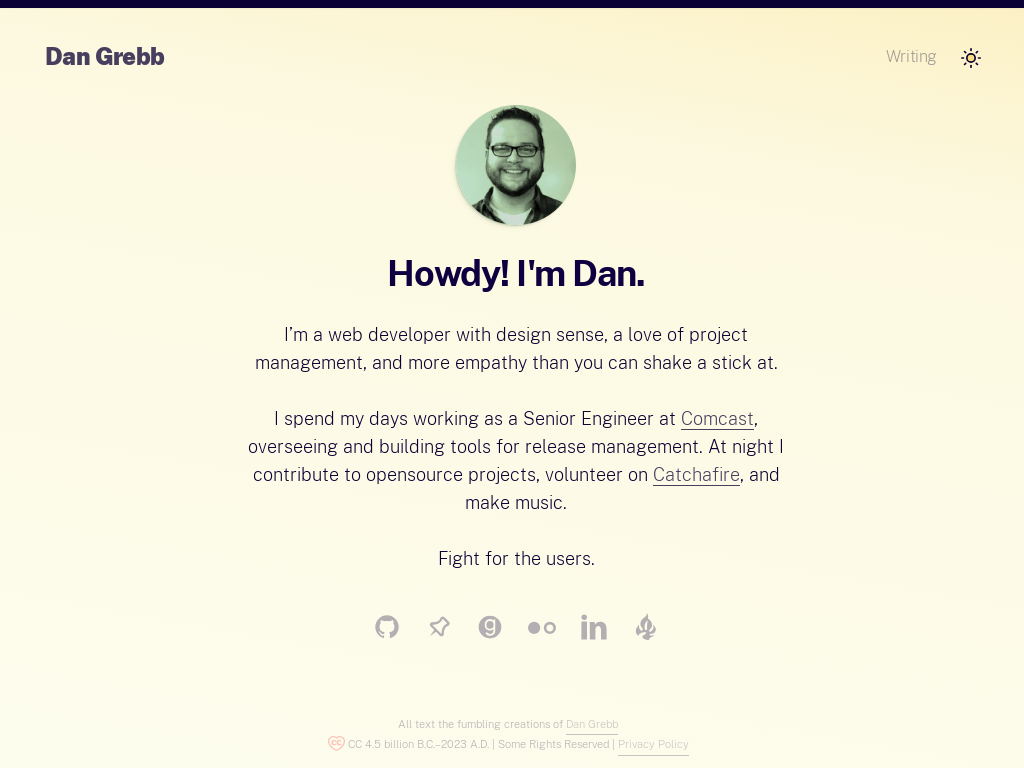 Dan Grebb
Writing
Howdy! I'm Dan.
I’m a web developer with design sense, a love of project
management, and more empathy than you can shake a stick at.
I spend my days working as a Senior Engineer at Comcast,
overseeing and building tools for release management. At night I
contribute to opensource projects, volunteer on Catchafire, and
make music.
Fight for the users.
All text the fumbling creations of Dan Grebb
CC 4.5 billion B.C.–2023 A.D. | Some Rights Reserved | Privacy Policy